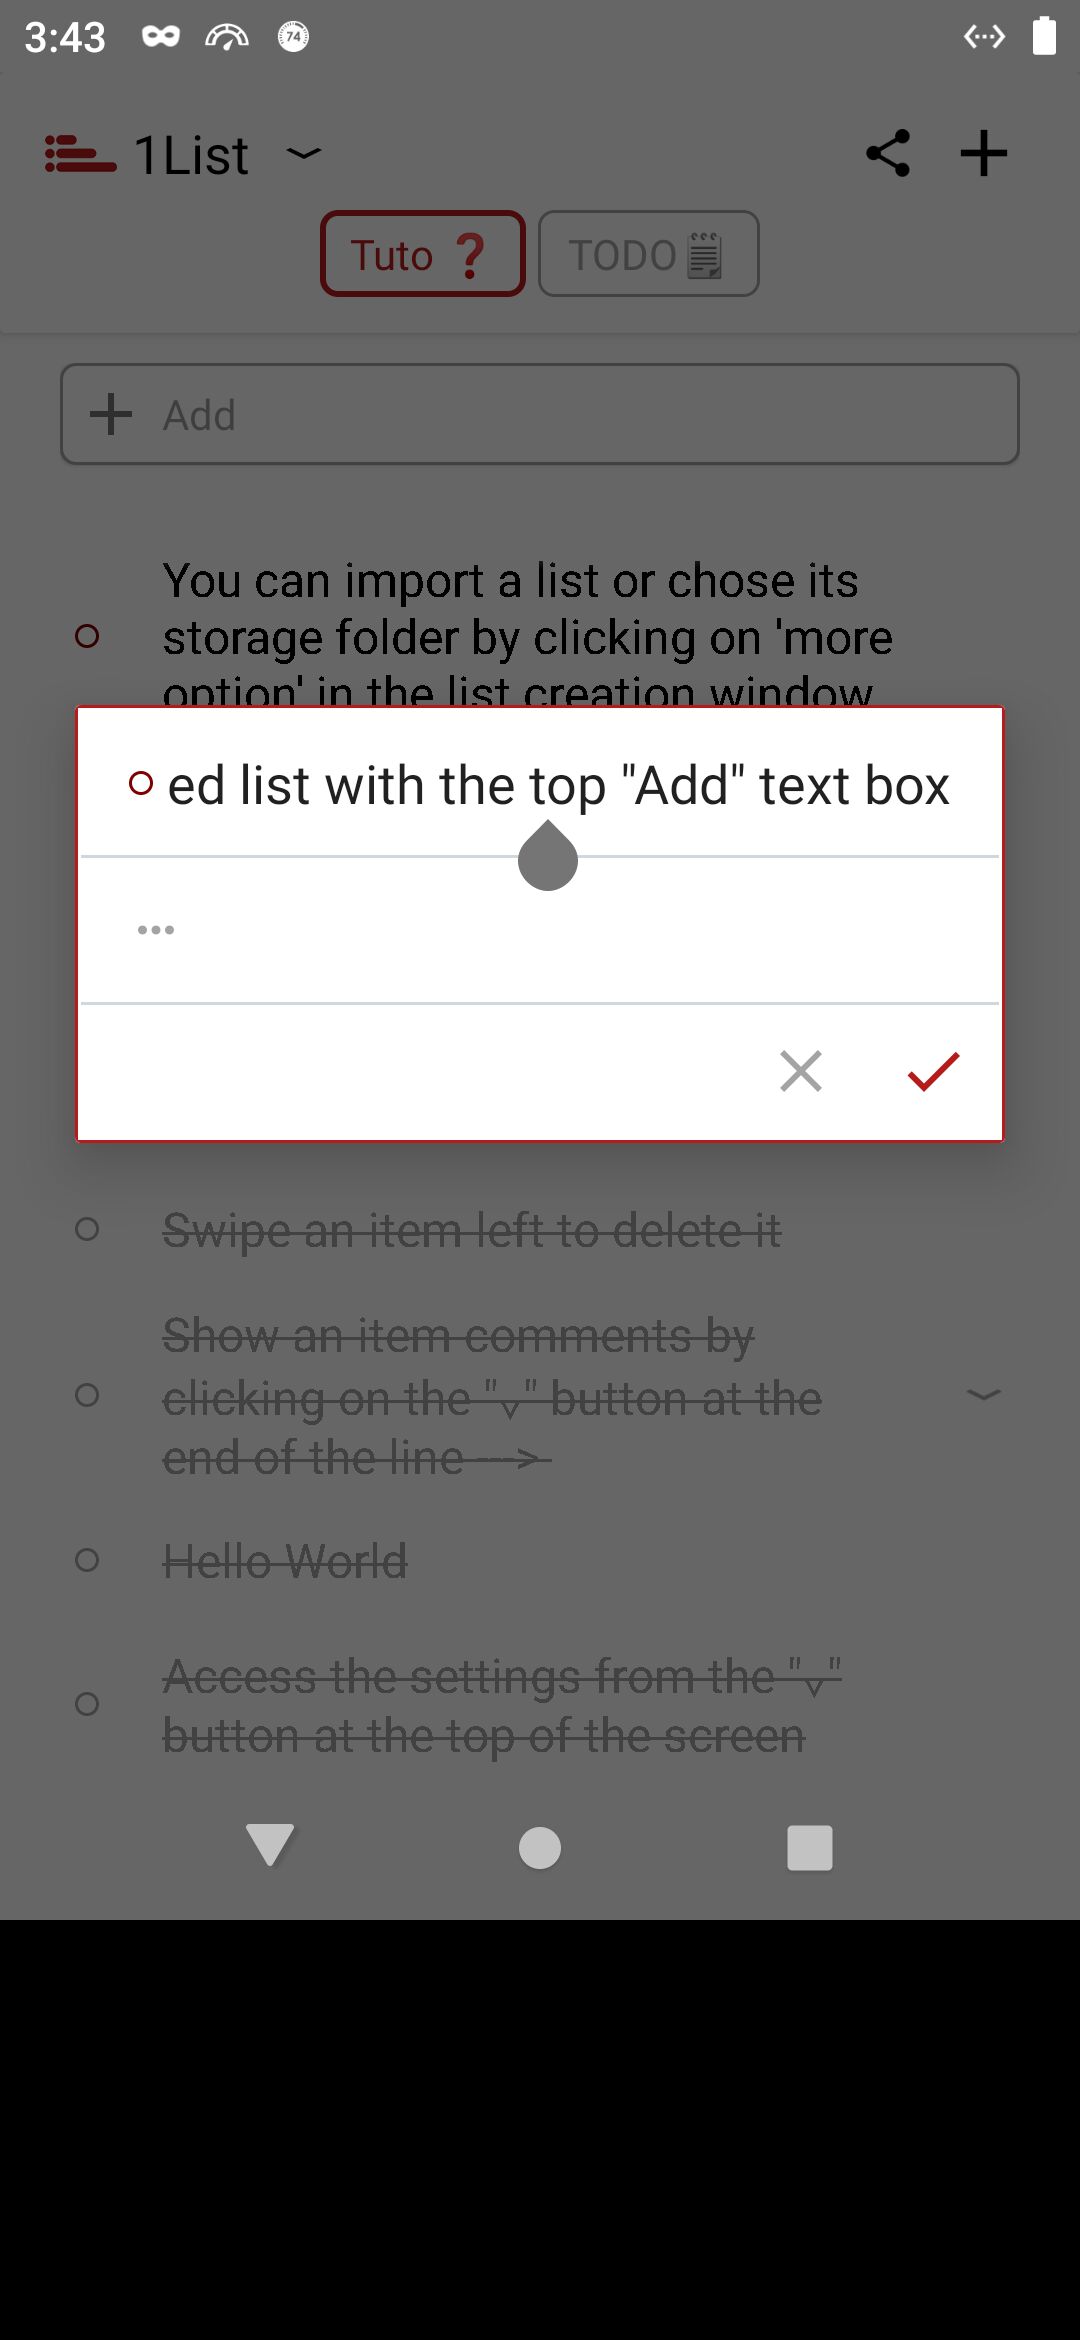 3:43
74
1List
Tuto ❓
TODO
Add
You can import a list or chose its
storage folder by clicking on 'more
option' in the list creation window
ed list with the top "Add" text box
...
Swipe an item left to delete it
Show an item comments by
clicking on the "﹀" button at the
end of the line --->
Hello World
Access the settings from the "﹀"
button at the top of the screen